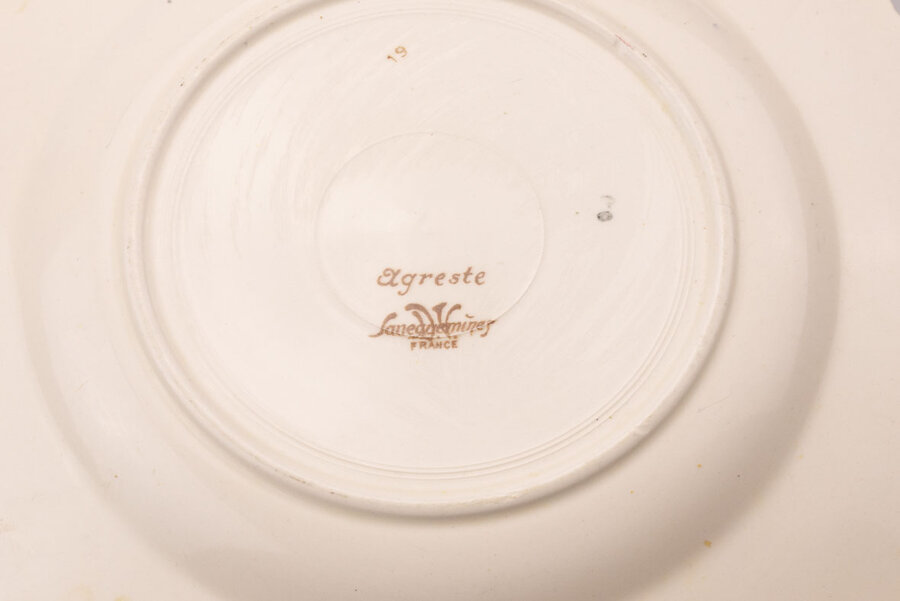 19
Agreste
Sarreguemines
FRANCE